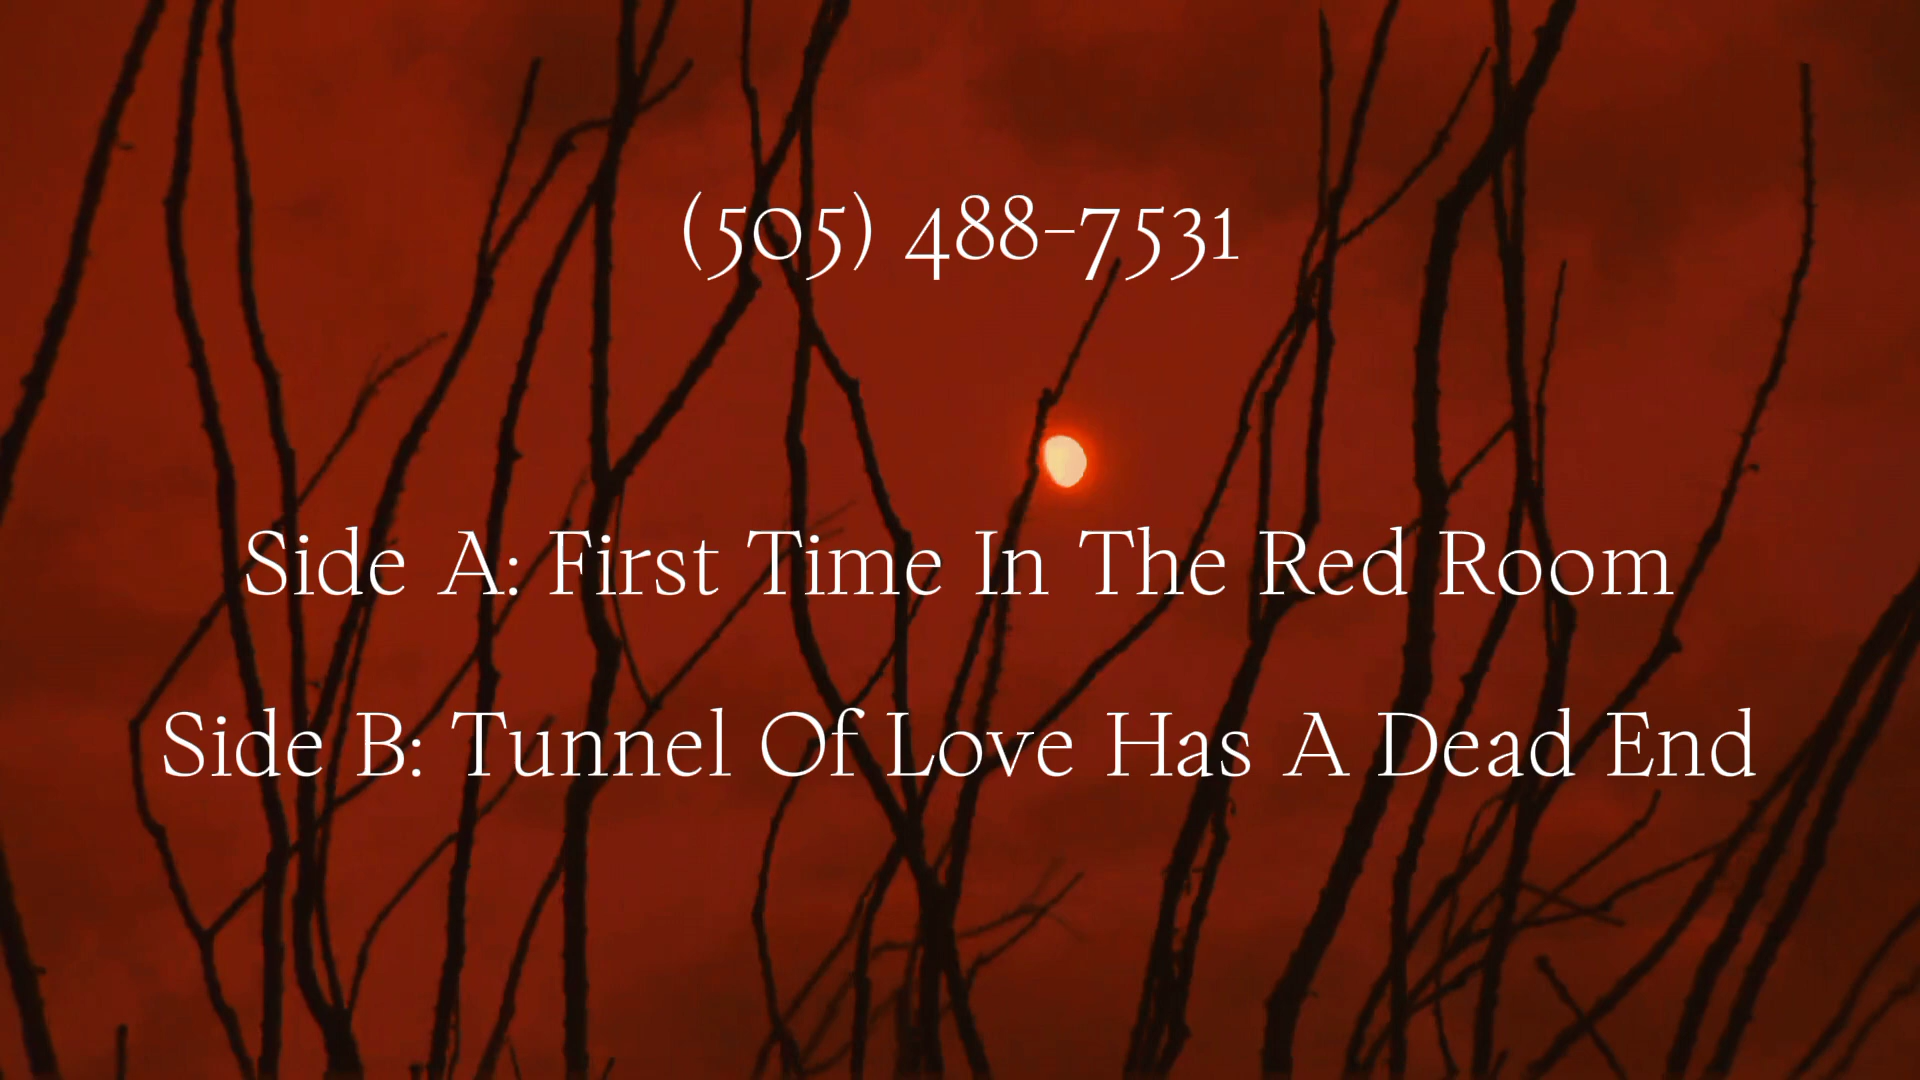 (505) 488-7531
Side A: First Time In The Red Room
Side B: Tunnel Of Love Has A Dead End